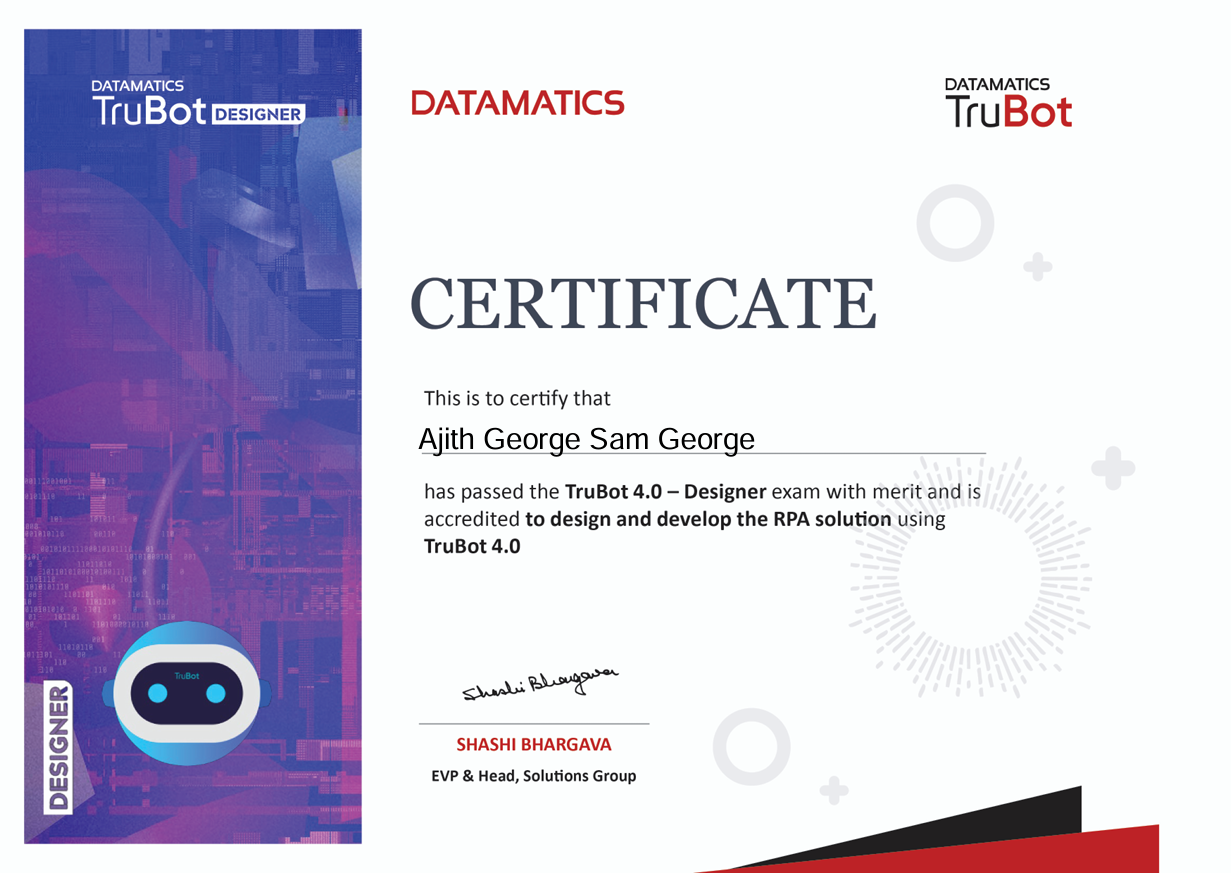 DATAMATICS
TruBot DESIGNER
DATAMATICS
DATAMATICS
TruBot
CERTIFICATE
This is to certify that
Ajith George Sam George
has passed the TruBot 4.0 – Designer exam with merit and is
accredited to design and develop the RPA solution using
TruBot 4.0
TruBot
DESIGNER
Shashi Bhargava
SHASHI BHARGAVA
EVP & Head, Solutions Group